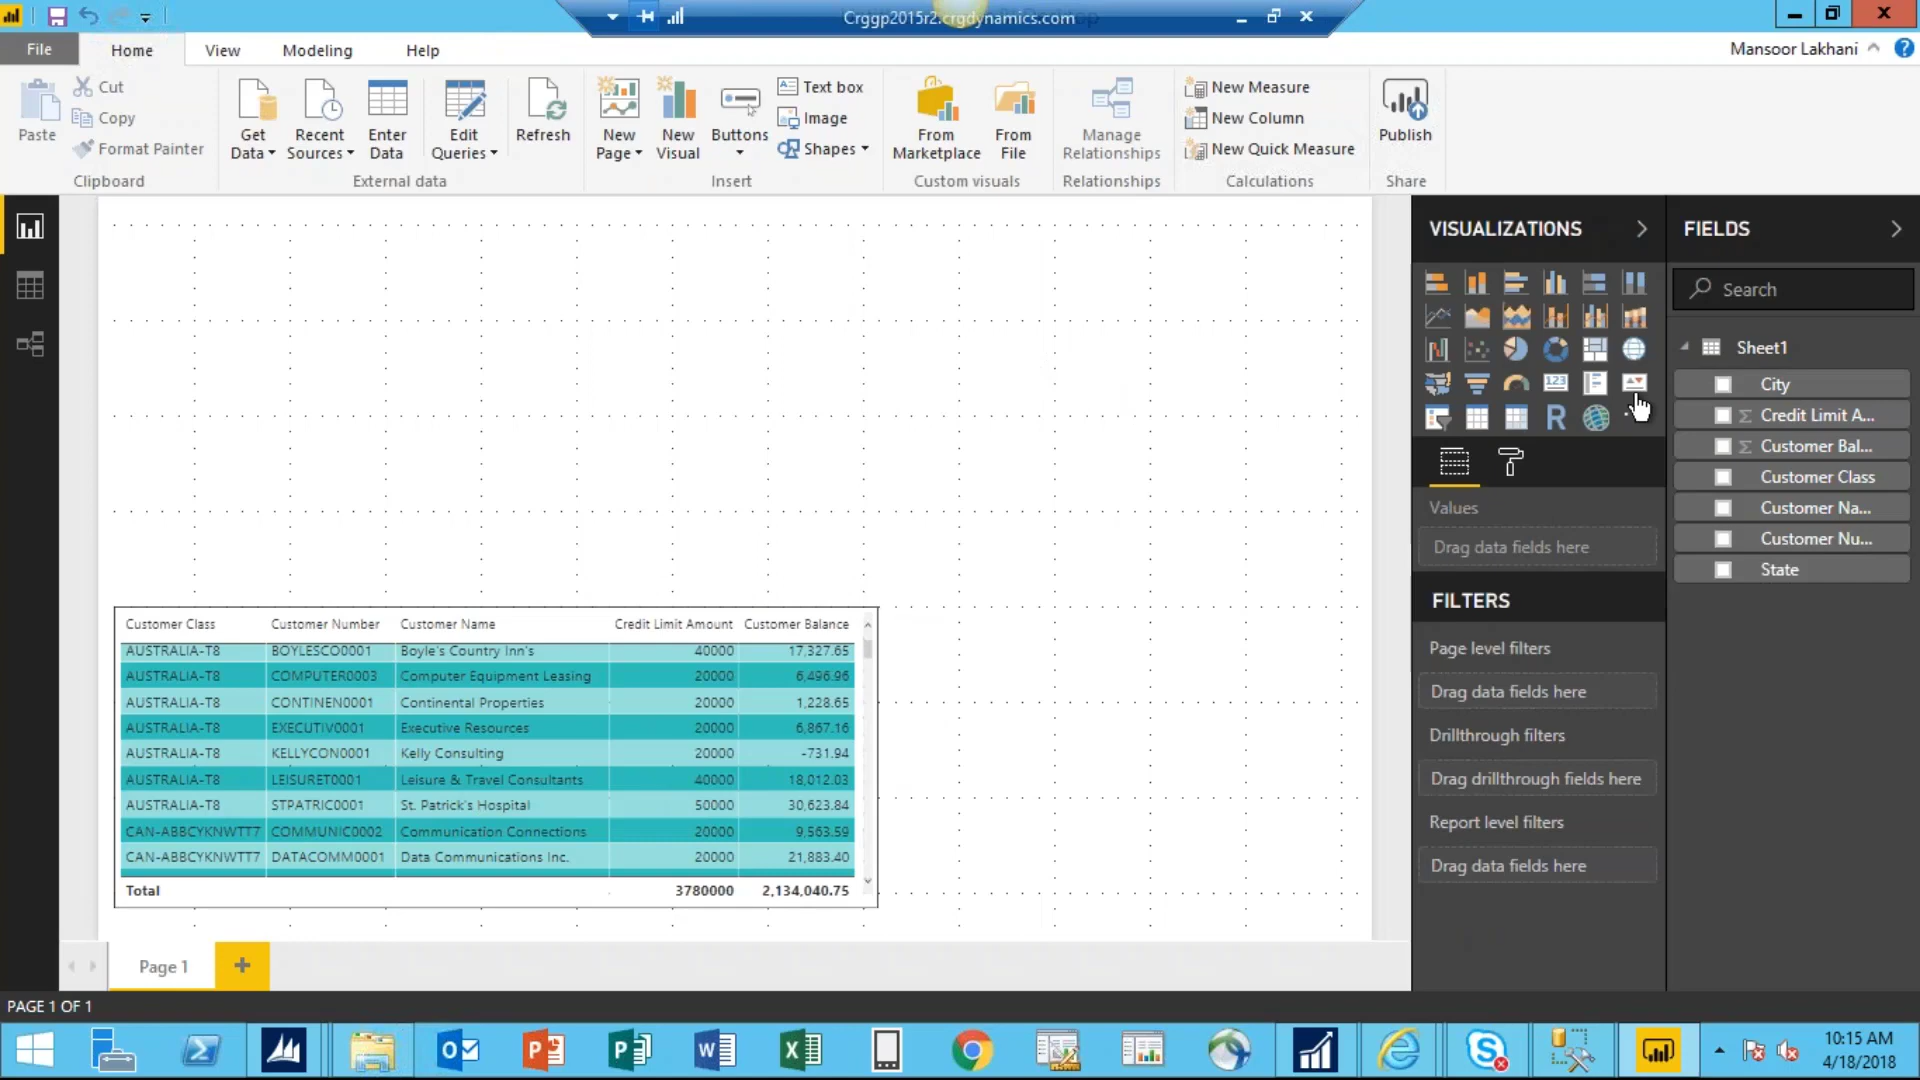 Crggp2015r2.crgdynamics.com
File
Home
View
Modeling
Help
Mansoor Lakhani
Paste
Cut
Copy
Format Painter
Clipboard
Get Data
Recent Sources
Enter Data
Edit Queries
Refresh
External data
New Page
New Visual
Buttons
Text box
Image
Shapes
Insert
From Marketplace
From File
Custom visuals
Manage Relationships
Relationships
New Measure
New Column
New Quick Measure
Calculations
Publish
Share
Customer Class Customer Number Customer Name Credit Limit Amount Customer Balance
AUSTRALIA-T8 BOYLESCO0001 Boyle's Country Inn's 40000 17,327.65
AUSTRALIA-T8 COMPUTER0003 Computer Equipment Leasing 20000 6,496.96
AUSTRALIA-T8 CONTINEN0001 Continental Properties 20000 1,228.65
AUSTRALIA-T8 EXECUTIV0001 Executive Resources 20000 6,867.16
AUSTRALIA-T8 KELLYCON0001 Kelly Consulting 20000 -731.94
AUSTRALIA-T8 LEISURET0001 Leisure & Travel Consultants 40000 18,012.03
AUSTRALIA-T8 STPATRIC0001 St. Patrick's Hospital 50000 30,623.84
CAN-ABBCYKNWTT7 COMMUNIC0002 Communication Connections 20000 9,563.59
CAN-ABBCYKNWTT7 DATACOMM0001 Data Communications Inc. 20000 21,883.40
Total 3780000 2,134,040.75
VISUALIZATIONS
123
R
Values
Drag data fields here
FILTERS
Page level filters
Drag data fields here
Drillthrough filters
Drag drillthrough fields here
Report level filters
Drag data fields here
FIELDS
Search
Sheet1
City
Credit Limit A...
Customer Bal...
Customer Class
Customer Na...
Customer Nu...
State
Page 1
PAGE 1 OF 1
10:15 AM
4/18/2018